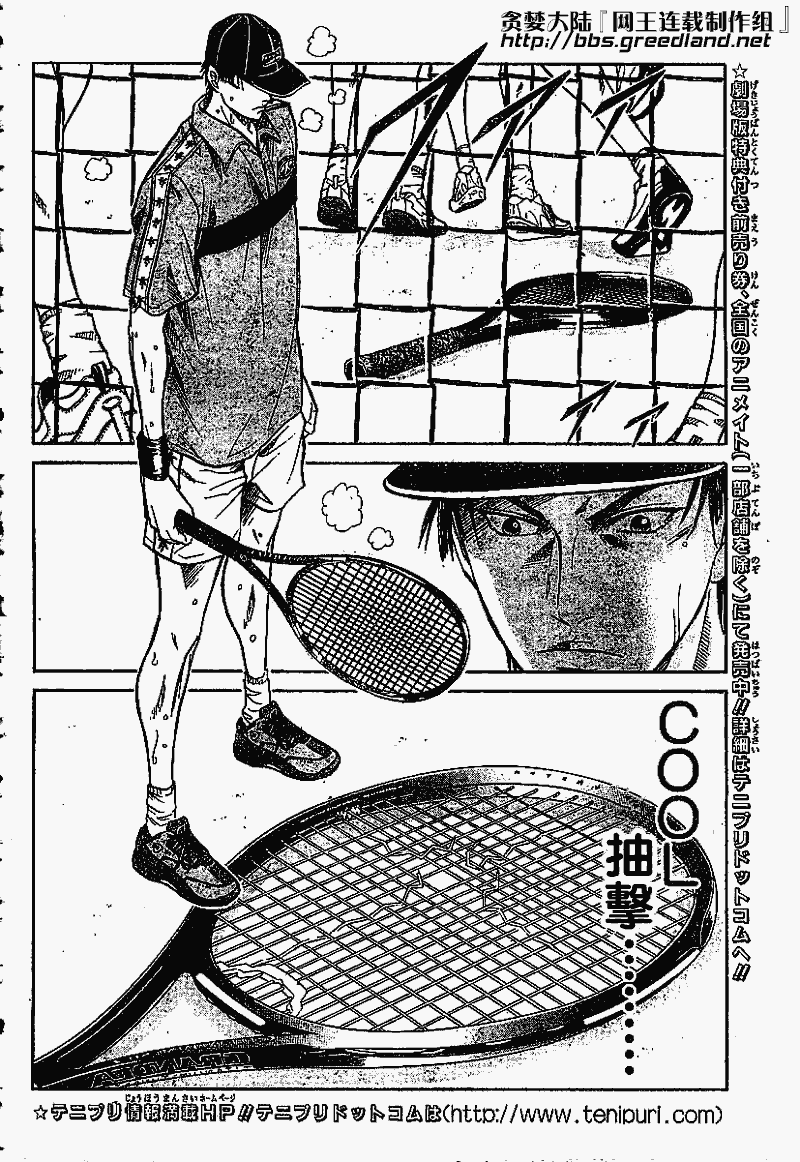 贪婪大陆『网王连载制作组』
http://bbs.greedland.net
☆劇場版特典付き前売り券、全国のアニメイト(一部店舗を除く)にて発売中!!詳細はテニプリドットコムへ!!
COOL
抽擊…………
☆テニプリ情報満載HP!!テニプリドットコムは(http://www.tenipuri.com)